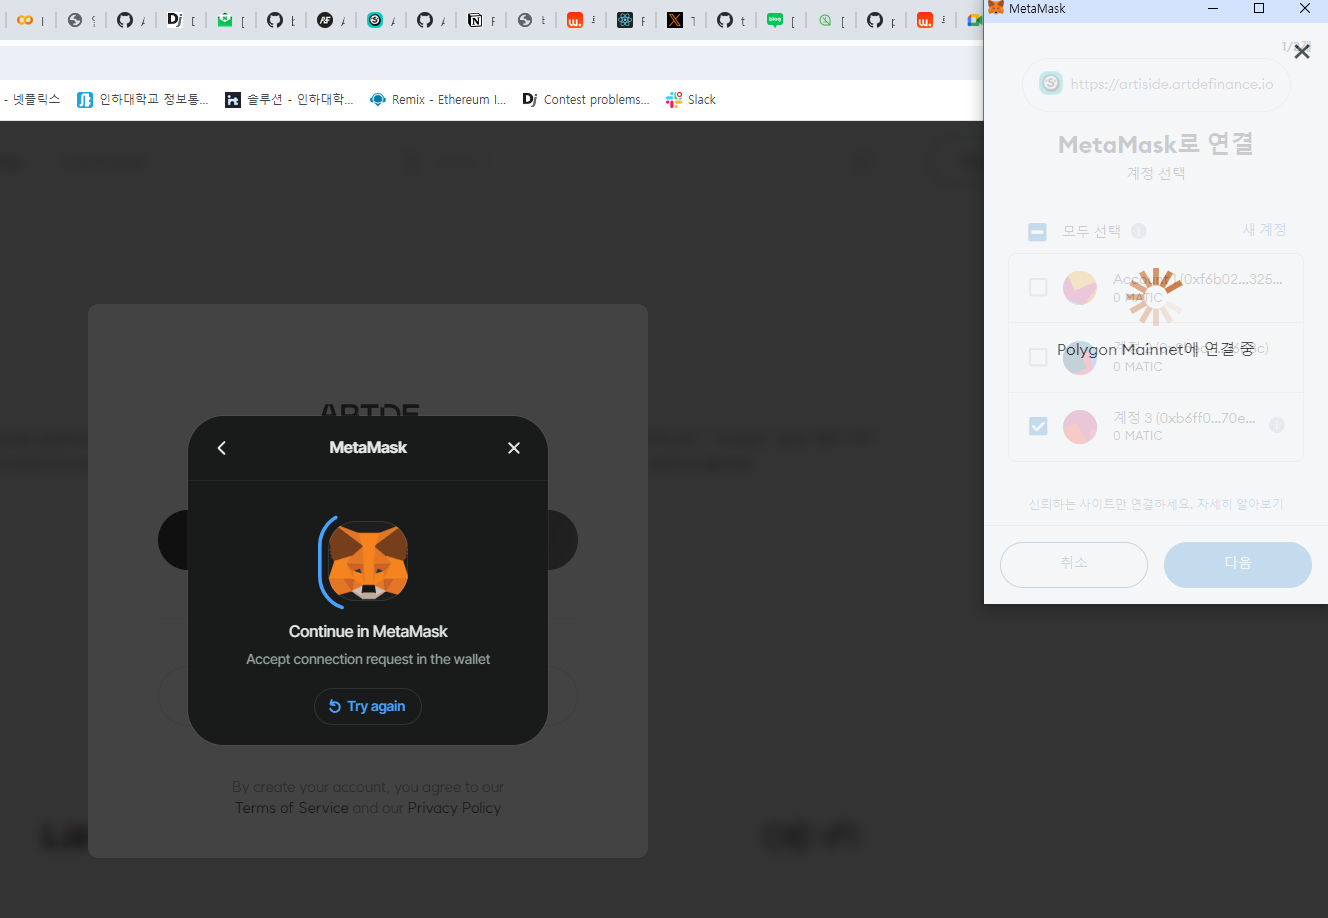 MetaMask
- 넷플릭스
인하대학교 정보통...
솔루션 - 인하대학...
Remix - Ethereum I...
Contest problems...
Slack
https://artiside.artdefinance.io
MetaMask로 연결
계정 선택
모두 선택
새 계정
Account 1 (0xf6b02...325...
0 MATIC
Polygon Mainnet에 연결 중
0 MATIC
계정 3 (0xb6ff0...70e...
0 MATIC
신뢰하는 사이트만 연결하세요. 자세히 알아보기
취소
다음
ARTDE
MetaMask
Continue in MetaMask
Accept connection request in the wallet
Try again
By create your account, you agree to our
Terms of Service and our Privacy Policy
DE-FI